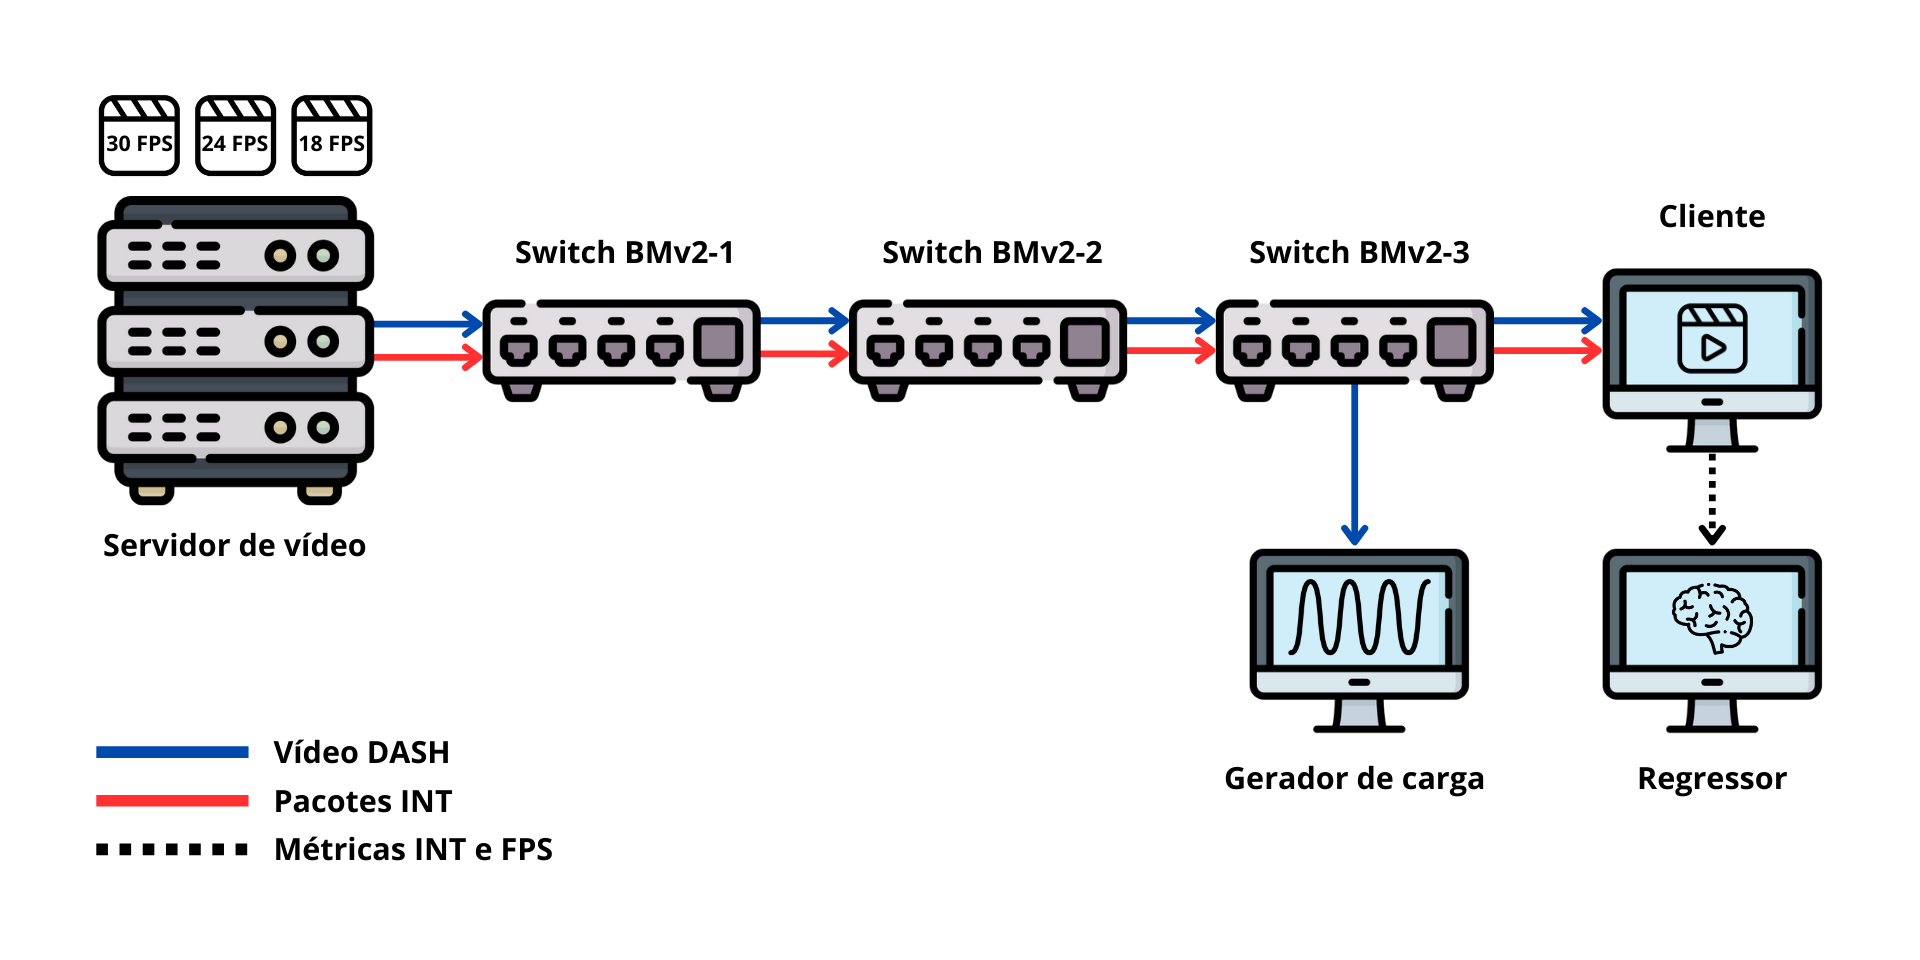 30 FPS
24 FPS
18 FPS
Cliente
Switch BMv2-1
Switch BMv2-2
Switch BMv2-3
Servidor de vídeo
Gerador de carga
Regressor
Vídeo DASH
Pacotes INT
Métricas INT e FPS